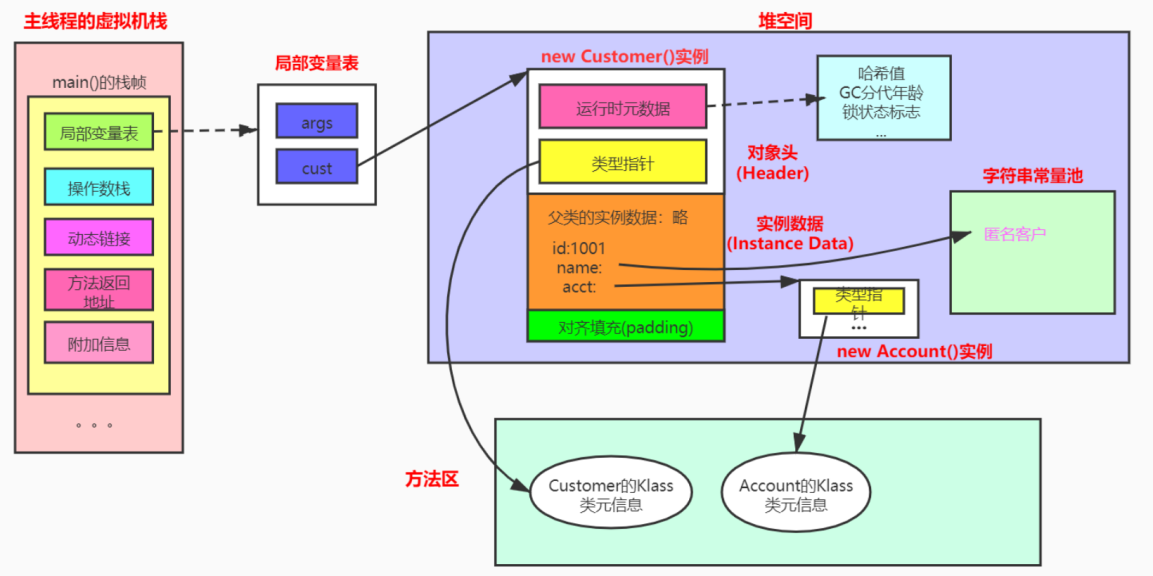 主线程的虚拟机栈
main()的栈帧
局部变量表
操作数栈
动态链接
方法返回
地址
附加信息
。。。
局部变量表
args
cust
堆空间
new Customer()实例
运行时元数据
类型指针
哈希值
GC分代年龄
锁状态标志
...
对象头
(Header)
父类的实例数据：略
id:1001
name:
acct:
对齐填充(padding)
实例数据
(Instance Data)
字符串常量池
匿名客户
类型指
针
...
new Account()实例
方法区
Customer的Klass
类元信息
Account的Klass
类元信息